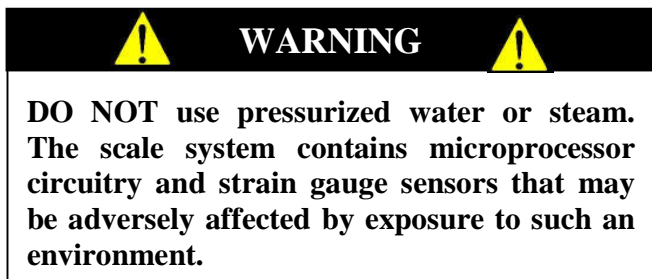 WARNING
DO NOT use pressurized water or steam.
The scale system contains microprocessor
circuitry and strain gauge sensors that may
be adversely affected by exposure to such an
environment.